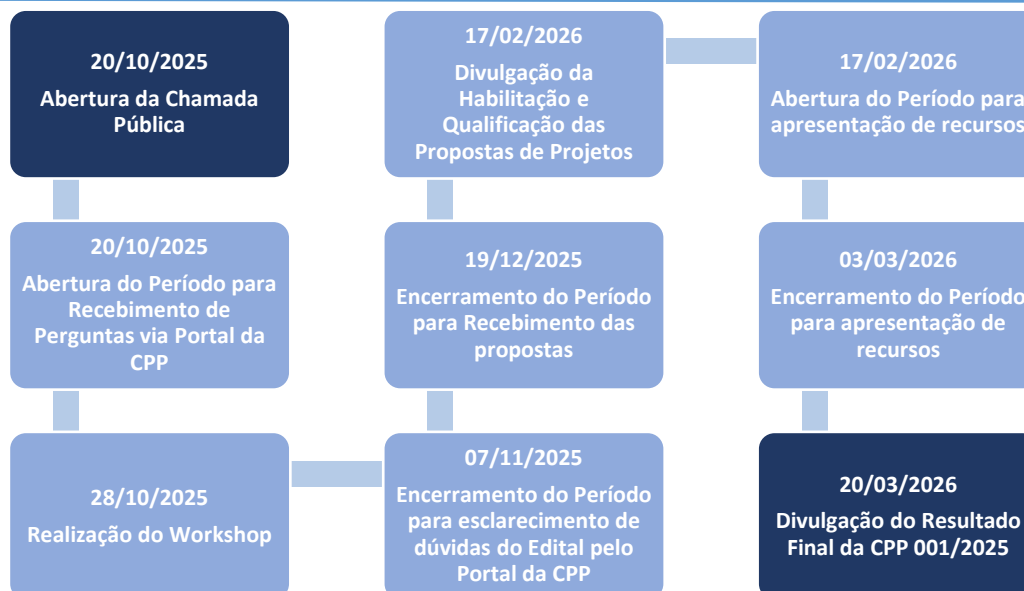 20/10/2025
Abertura da Chamada
Pública
20/10/2025
Abertura do Período para
Recebimento de
Perguntas via Portal da
CPP
28/10/2025
Realização do Workshop
07/11/2025
Encerramento do Período
para esclarecimento de
dúvidas do Edital pelo
Portal da CPP
19/12/2025
Encerramento do Período
para Recebimento das
propostas
17/02/2026
Divulgação da
Habilitação e
Qualificação das
Propostas de Projetos
17/02/2026
Abertura do Período para
apresentação de recursos
03/03/2026
Encerramento do Período
para apresentação de
recursos
20/03/2026
Divulgação do Resultado
Final da CPP 001/2025